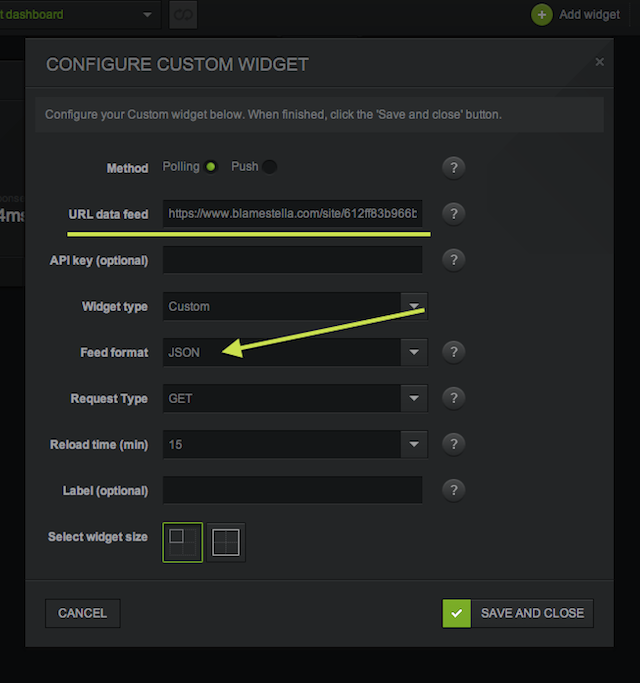 t dashboard
Add widget
CONFIGURE CUSTOM WIDGET
×
Configure your Custom widget below. When finished, click the 'Save and close' button.
Method Polling Push ?
URL data feed https://www.blamestella.com/site/612ff83b966b ?
API key (optional) ?
Widget type Custom
Feed format JSON ?
Request Type GET ?
Reload time (min) 15 ?
Label (optional) ?
Select widget size
CANCEL SAVE AND CLOSE
4ms